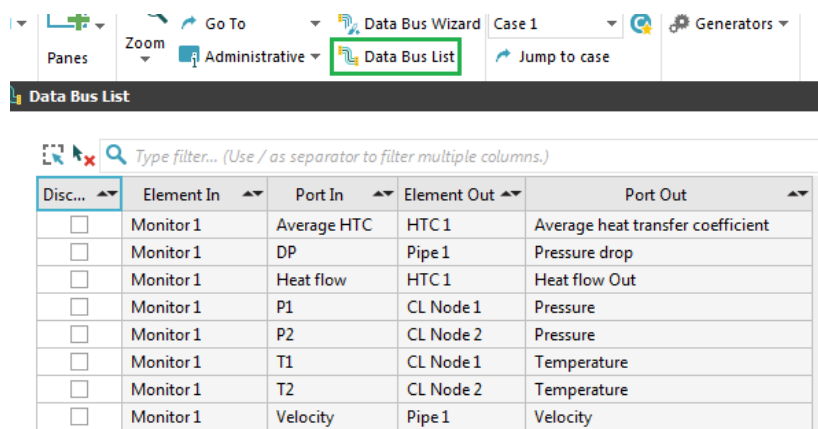 Go To Data Bus Wizard Case 1 Generators
Zoom
Panes Administrative Data Bus List Jump to case
Data Bus List
Type filter... (Use / as separator to filter multiple columns.)
Disc... Element In Port In Element Out Port Out
Monitor 1 Average HTC HTC 1 Average heat transfer coefficient
Monitor 1 DP Pipe 1 Pressure drop
Monitor 1 Heat flow HTC 1 Heat flow Out
Monitor 1 P1 CL Node 1 Pressure
Monitor 1 P2 CL Node 2 Pressure
Monitor 1 T1 CL Node 1 Temperature
Monitor 1 T2 CL Node 2 Temperature
Monitor 1 Velocity Pipe 1 Velocity